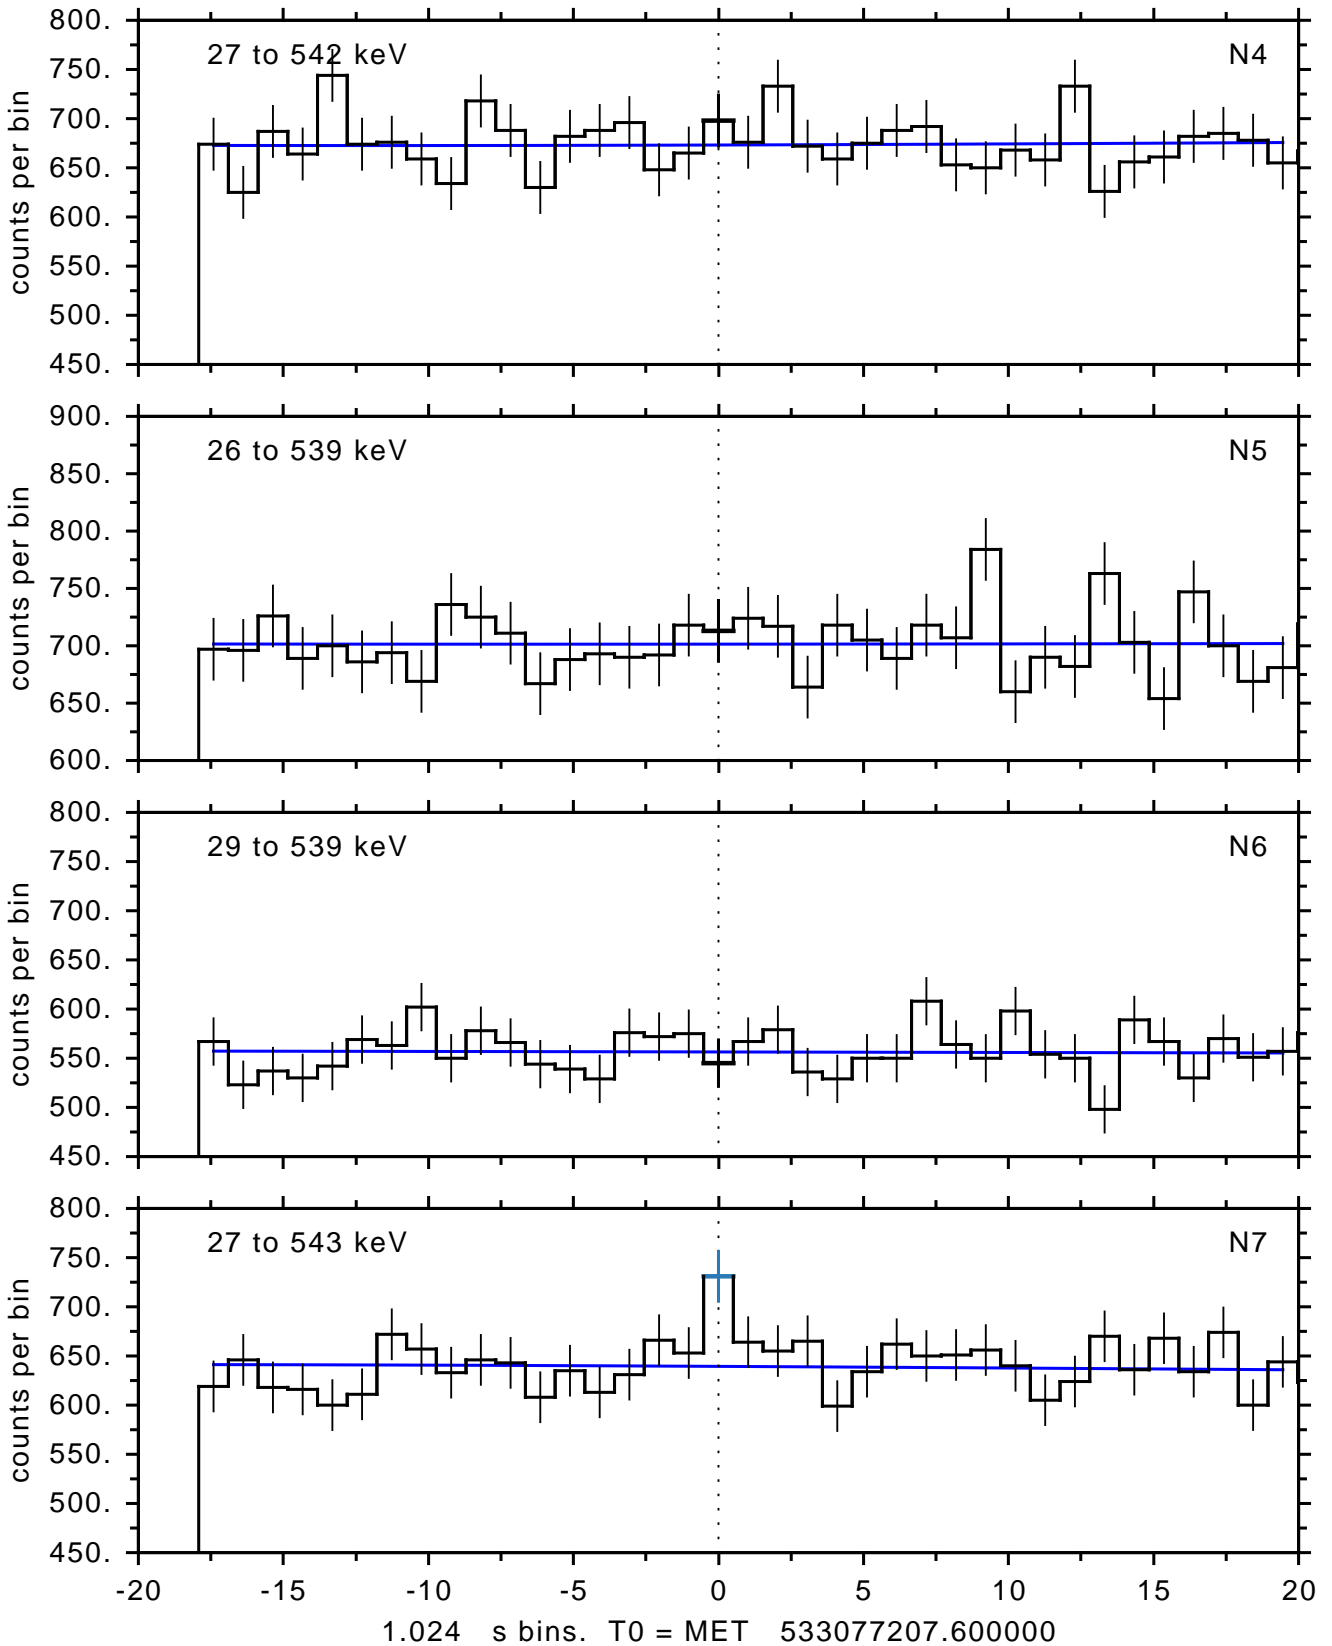 800.
750.
700.
650.
600.
550.
500.
450.
counts per bin
27 to 542 keV
N4
900.
850.
800.
750.
700.
650.
600.
counts per bin
26 to 539 keV
N5
800.
750.
700.
650.
600.
550.
500.
450.
counts per bin
29 to 539 keV
N6
800.
750.
700.
650.
600.
550.
500.
450.
counts per bin
27 to 543 keV
N7
-20 -15 -10 -5 0 5 10 15 20
1.024 s bins. T0 = MET 533077207.600000